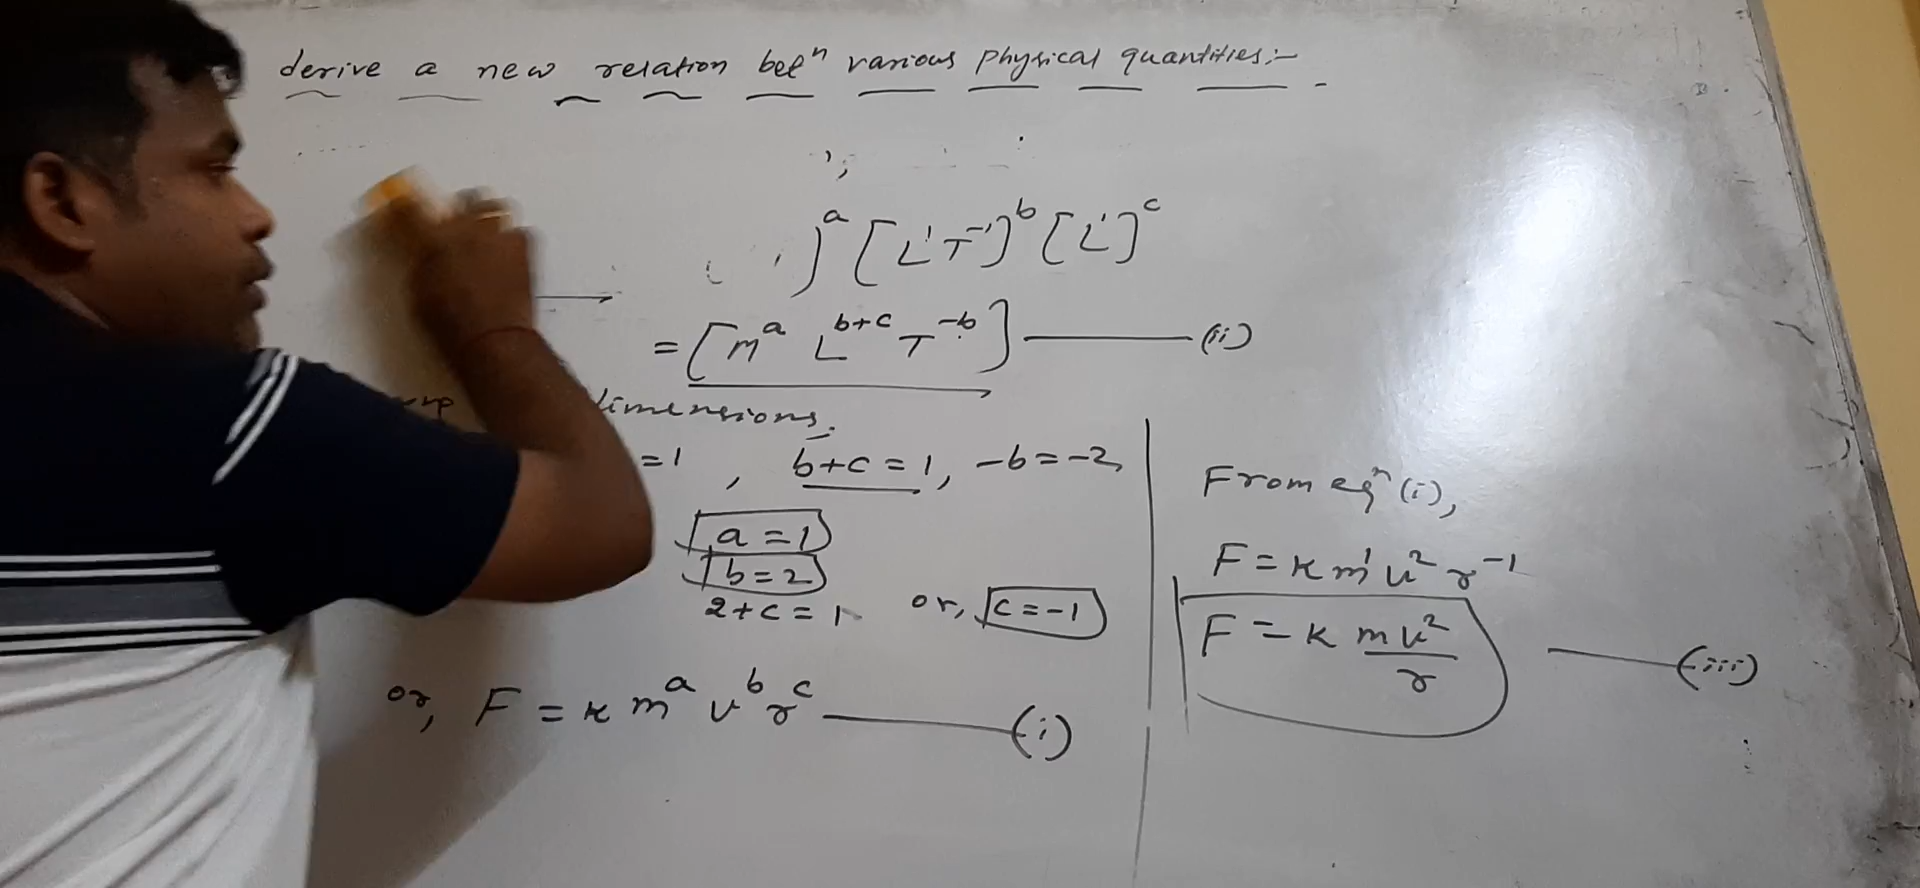 derive a new relation betⁿ various physical quantities:-
]ᵃ [L¹T⁻¹]ᵇ [L¹]ᶜ
= [mᵃ Lᵇ⁺ᶜ T⁻ᵇ] ——— (ii)
dimensions.
=1 , b+c = 1, -b = -2,
a = 1
b = 2
2+c = 1 or, c = -1
or, F = k mᵃ vᵇ rᶜ ——— (i)
From eqⁿ (i),
F = k m¹ v² r⁻¹
F = k mv²/r ——— (iii)